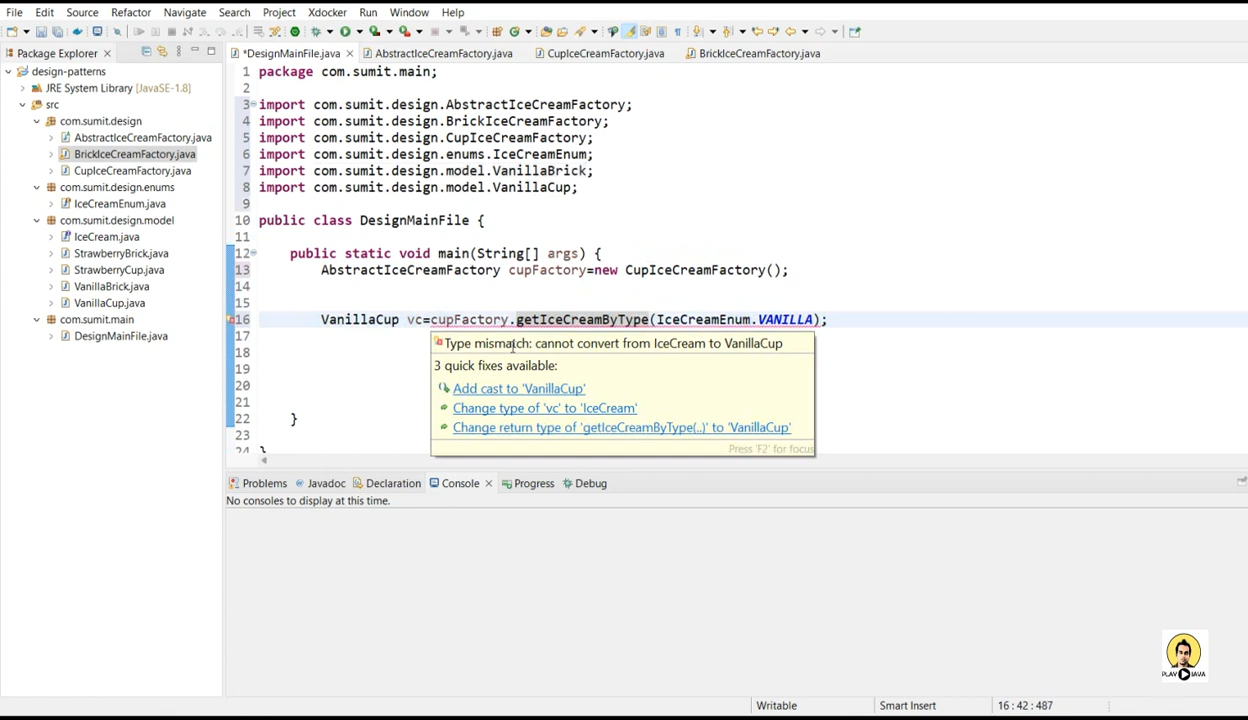 File Edit Source Refactor Navigate Search Project Xdocker Run Window Help
Package Explorer
*DesignMainFile.java AbstractIceCreamFactory.java CupIceCreamFactory.java BrickIceCreamFactory.java
design-patterns
JRE System Library [JavaSE-1.8]
src
com.sumit.design
AbstractIceCreamFactory.java
BrickIceCreamFactory.java
CupIceCreamFactory.java
com.sumit.design.enums
IceCreamEnum.java
com.sumit.design.model
IceCream.java
StrawberryBrick.java
StrawberryCup.java
VanillaBrick.java
VanillaCup.java
com.sumit.main
DesignMainFile.java
1 package com.sumit.main;
2
3 import com.sumit.design.AbstractIceCreamFactory;
4 import com.sumit.design.BrickIceCreamFactory;
5 import com.sumit.design.CupIceCreamFactory;
6 import com.sumit.design.enums.IceCreamEnum;
7 import com.sumit.design.model.VanillaBrick;
8 import com.sumit.design.model.VanillaCup;
9
10 public class DesignMainFile {
11
12 public static void main(String[] args) {
13 AbstractIceCreamFactory cupFactory=new CupIceCreamFactory();
14
15
16 VanillaCup vc=cupFactory.getIceCreamByType(IceCreamEnum.VANILLA);
17
18
19
20
21
22 }
23
24 }
Type mismatch: cannot convert from IceCream to VanillaCup
3 quick fixes available:
Add cast to 'VanillaCup'
Change type of 'vc' to 'IceCream'
Change return type of 'getIceCreamByType(..)' to 'VanillaCup'
Press 'F2' for focus
Problems Javadoc Declaration Console Progress Debug
No consoles to display at this time.
PLAY JAVA
Writable Smart Insert 16 : 42 : 487